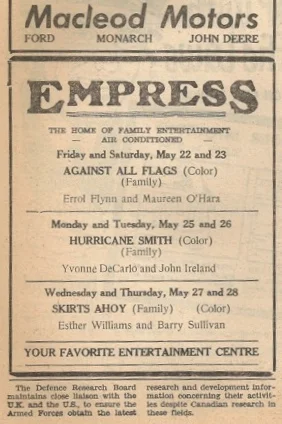 Macleod Motors
FORD MONARCH JOHN DEERE
EMPRESS
THE HOME OF FAMILY ENTERTAINMENT
— AIR CONDITIONED —
Friday and Saturday, May 22 and 23
AGAINST ALL FLAGS (Color)
(Family)
Errol Flynn and Maureen O'Hara
Monday and Tuesday, May 25 and 26
HURRICANE SMITH (Color)
(Family)
Yvonne DeCarlo and John Ireland
Wednesday and Thursday, May 27 and 28
SKIRTS AHOY (Family) (Color)
Esther Williams and Barry Sullivan
YOUR FAVORITE ENTERTAINMENT CENTRE
The Defence Research Board
maintains close liaison with the
U.K. and the U.S., to ensure the
Armed Forces obtain the latest
research and development infor-
mation concerning their activit-
ies despite Canadian research in
these fields.